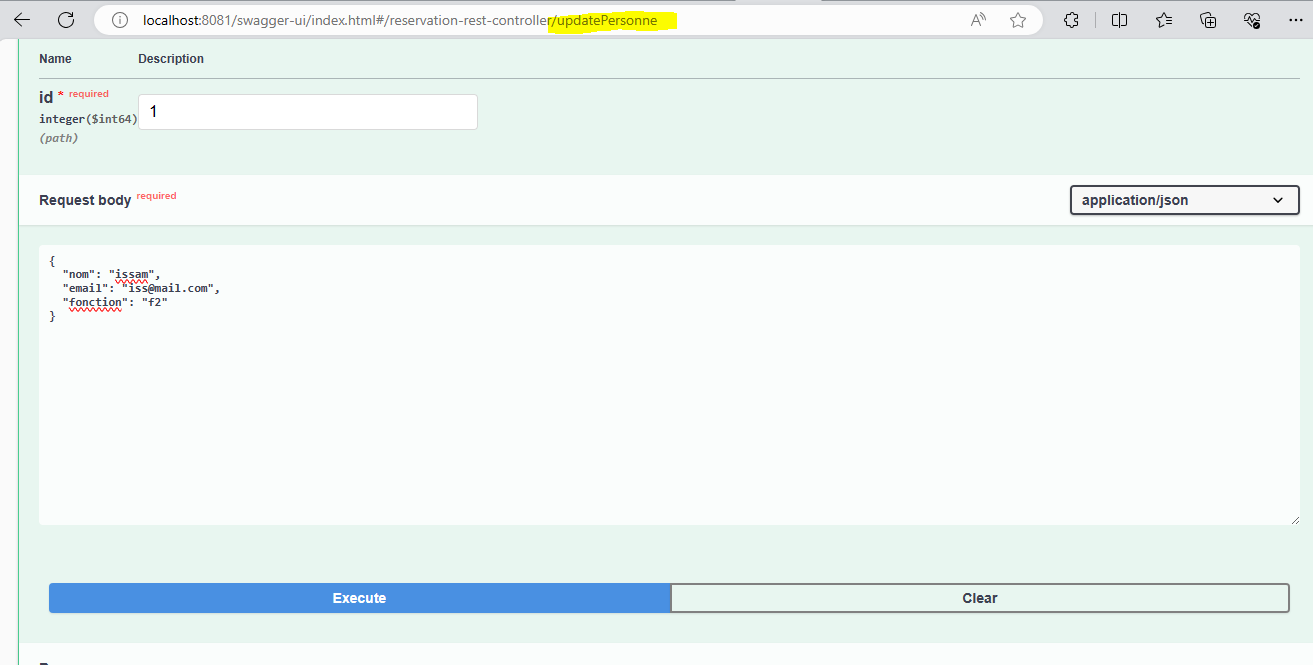 localhost:8081/swagger-ui/index.html#/reservation-rest-controller/updatePersonne
Name Description
id * required
1
integer($int64)
(path)
Request body required
application/json
{
"nom": "issam",
"email": "iss@mail.com",
"fonction": "f2"
}
Execute Clear